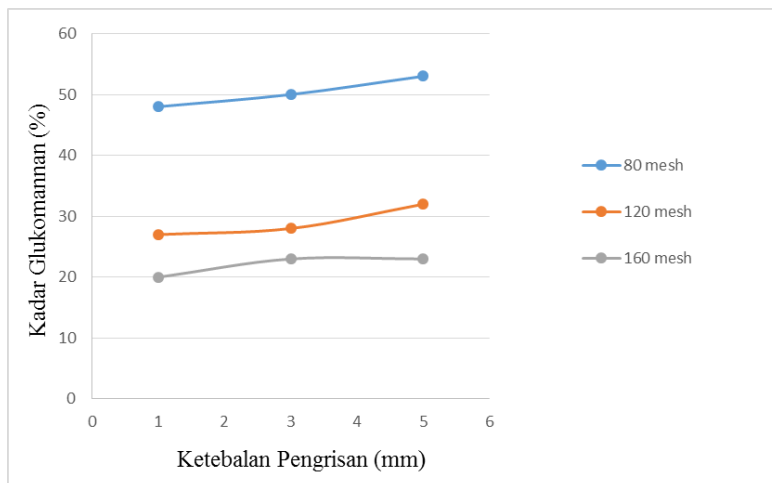 Kadar Glukomannan (%)
60
50
40
30
20
10
0
0 1 2 3 4 5 6
Ketebalan Pengrisan (mm)
80 mesh
120 mesh
160 mesh